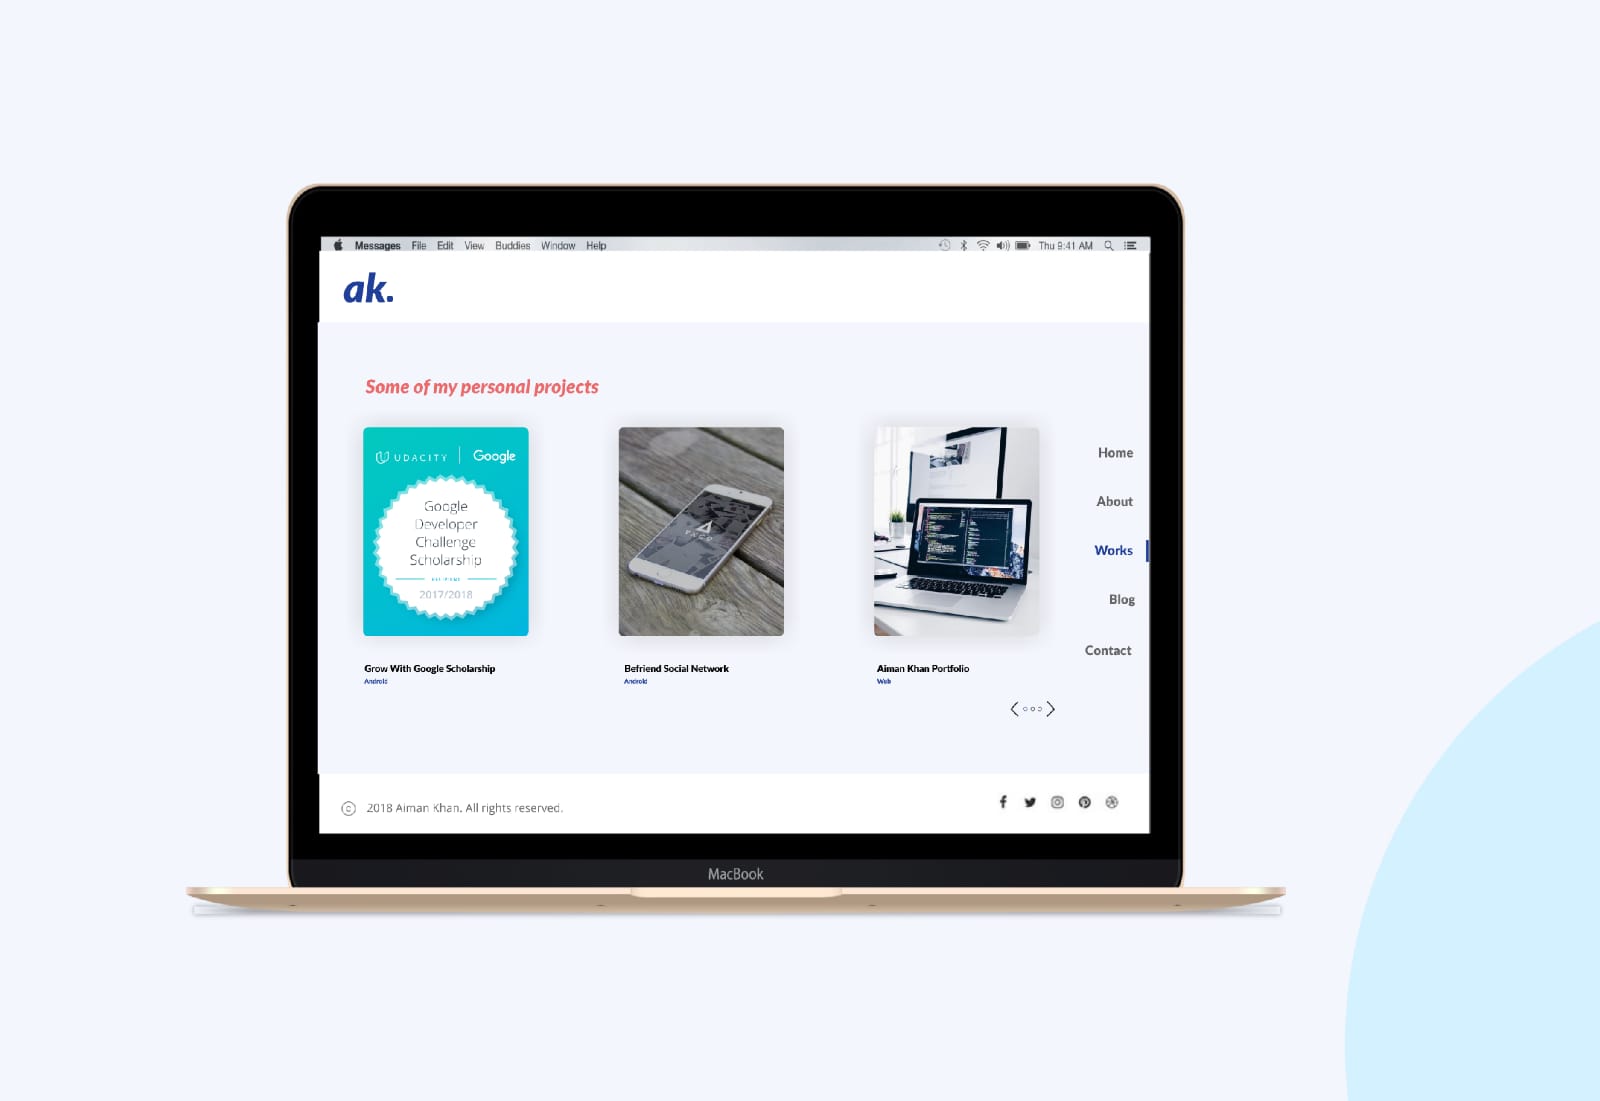 Messages File Edit View Buddies Window Help
Thu 9:41 AM
ak.
Some of my personal projects
UDACITY | Google
Google
Developer
Challenge
Scholarship
2017/2018
Grow With Google Scholarship
Android
Befriend Social Network
Android
Aiman Khan Portfolio
Web
Home
About
Works
Blog
Contact
© 2018 Aiman Khan. All rights reserved.
MacBook